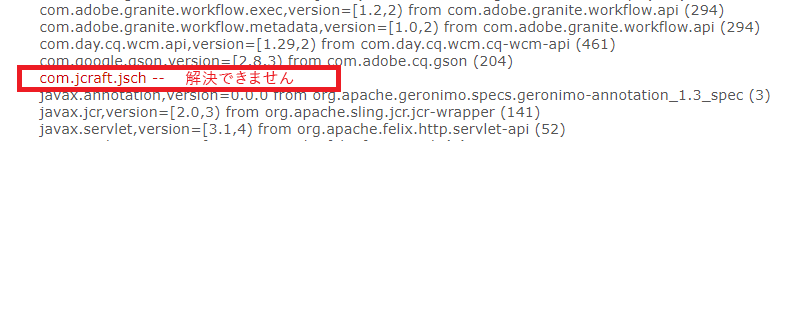 com.adobe.granite.workflow.exec,version=[1.2,2) from com.adobe.granite.workflow.api (294)
com.adobe.granite.workflow.metadata,version=[1.0,2) from com.adobe.granite.workflow.api (294)
com.day.cq.wcm.api,version=[1.29,2) from com.day.cq.wcm.cq-wcm-api (461)
com.google.gson,version=[2.8,3) from com.adobe.cq.gson (204)
com.jcraft.jsch -- 解決できません
javax.annotation,version=0.0.0 from org.apache.geronimo.specs.geronimo-annotation_1.3_spec (3)
javax.jcr,version=[2.0,3) from org.apache.sling.jcr.jcr-wrapper (141)
javax.servlet,version=[3.1,4) from org.apache.felix.http.servlet-api (52)